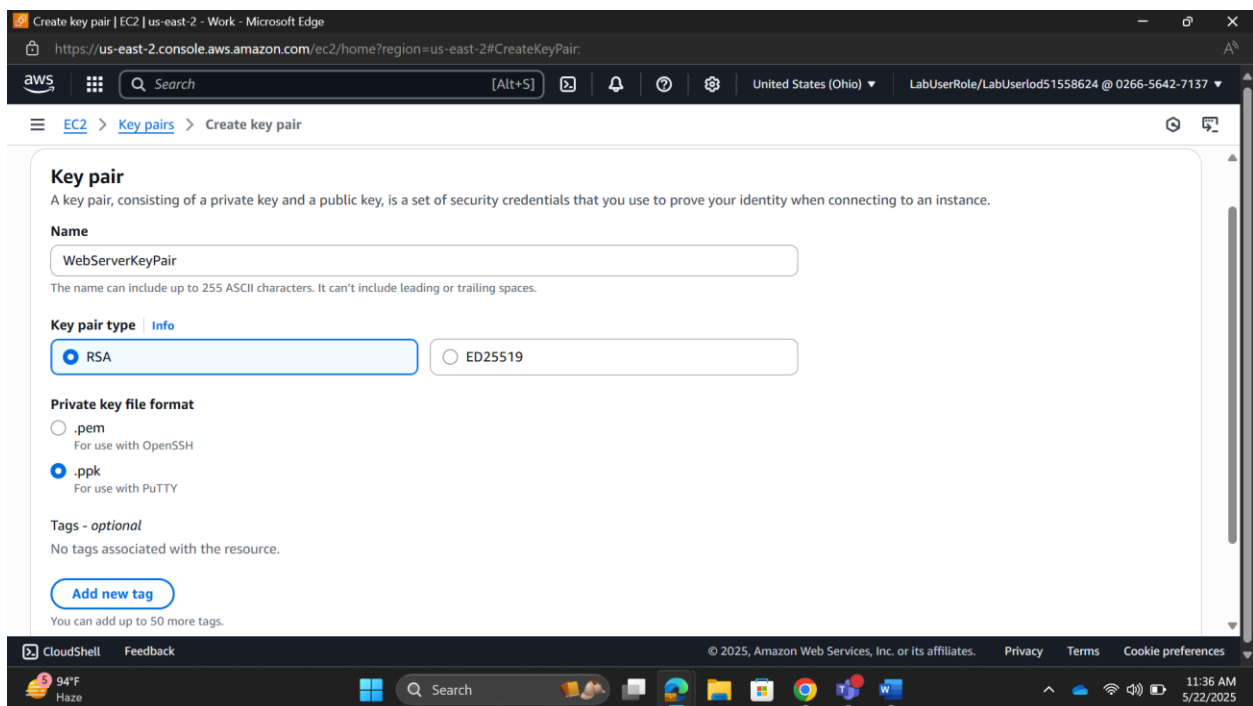 Create key pair | EC2 | us-east-2 - Work - Microsoft Edge
https://us-east-2.console.aws.amazon.com/ec2/home?region=us-east-2#CreateKeyPair:
aws Search [Alt+S] United States (Ohio) ▼ LabUserRole/LabUserlod51558624 @ 0266-5642-7137 ▼
EC2 > Key pairs > Create key pair
Key pair
A key pair, consisting of a private key and a public key, is a set of security credentials that you use to prove your identity when connecting to an instance.
Name
WebServerKeyPair
The name can include up to 255 ASCII characters. It can't include leading or trailing spaces.
Key pair type Info
RSA ED25519
Private key file format
.pem
For use with OpenSSH
.ppk
For use with PuTTY
Tags - optional
No tags associated with the resource.
Add new tag
You can add up to 50 more tags.
CloudShell Feedback © 2025, Amazon Web Services, Inc. or its affiliates. Privacy Terms Cookie preferences
5 94°F Search 11:36 AM
Haze 5/22/2025